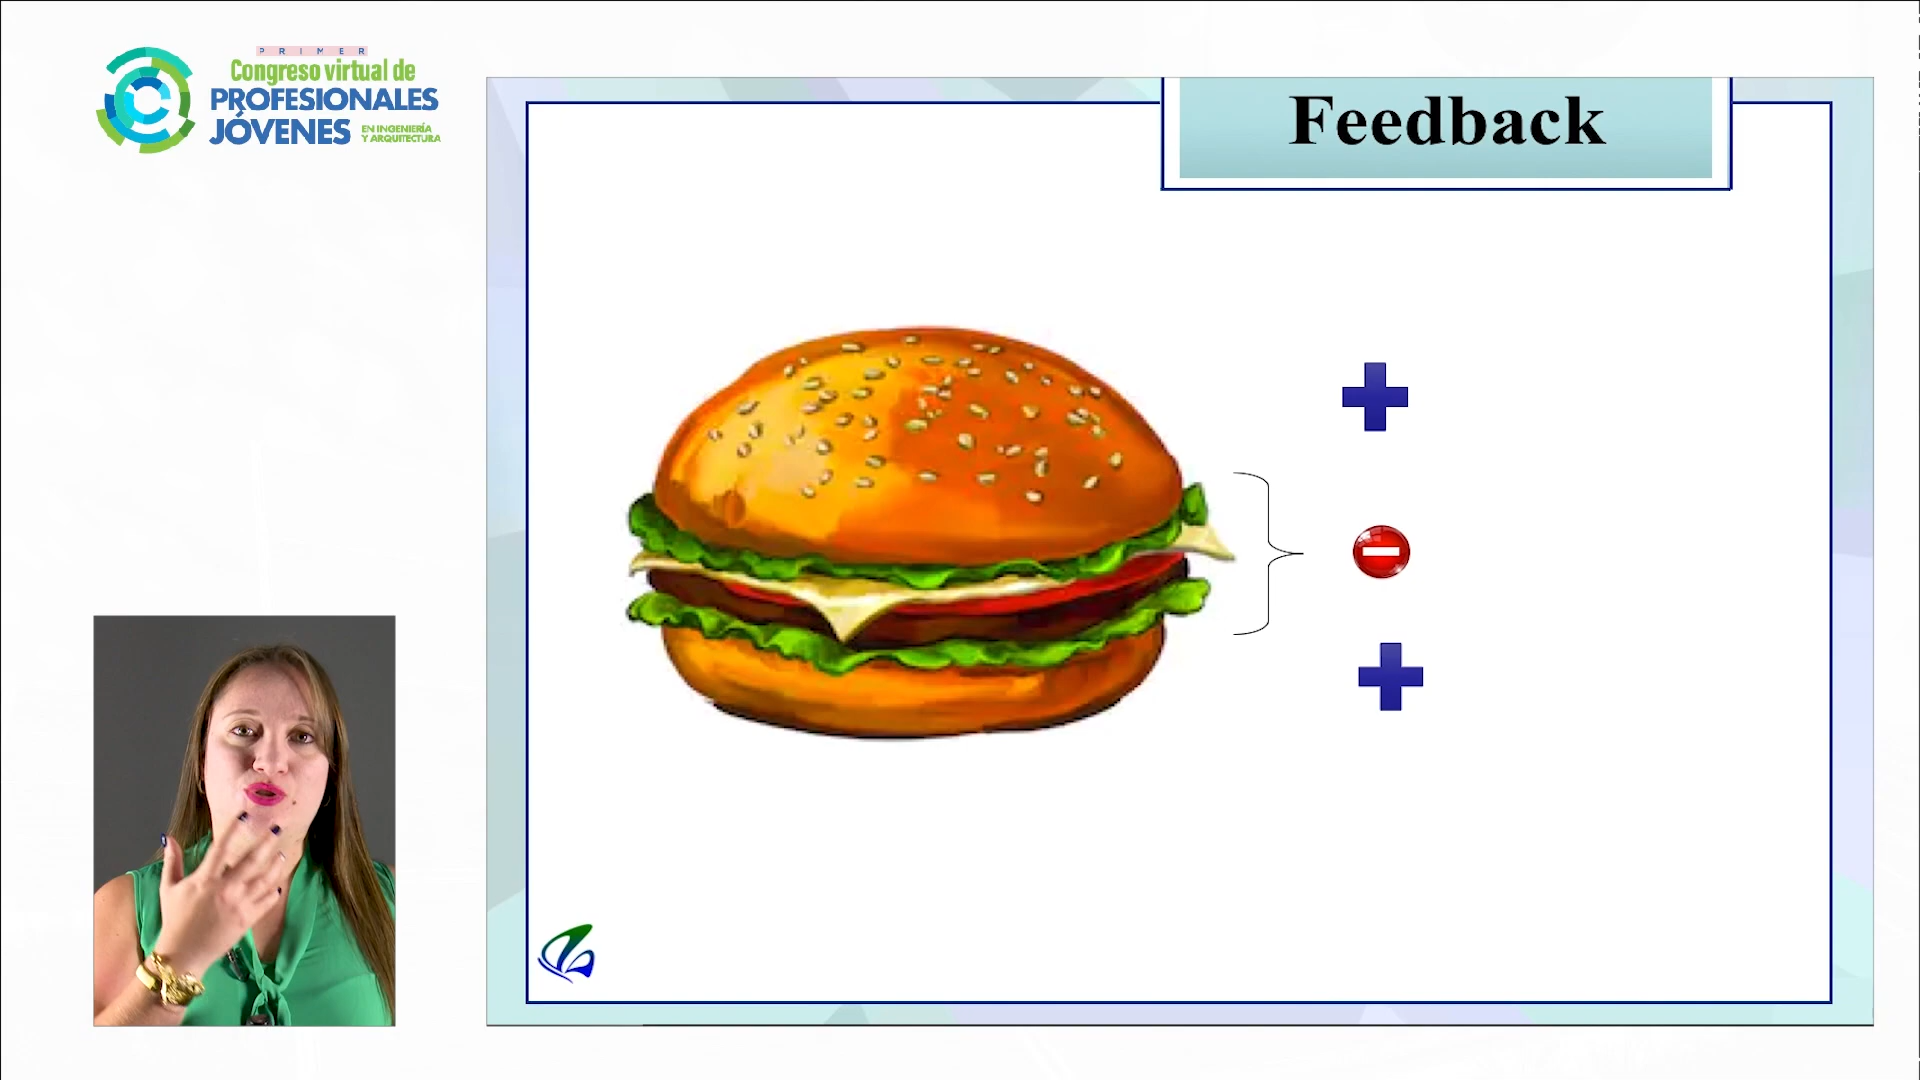 PRIMER
Congreso virtual de
PROFESIONALES
JÓVENES
EN INGENIERÍA
Y ARQUITECTURA
Feedback